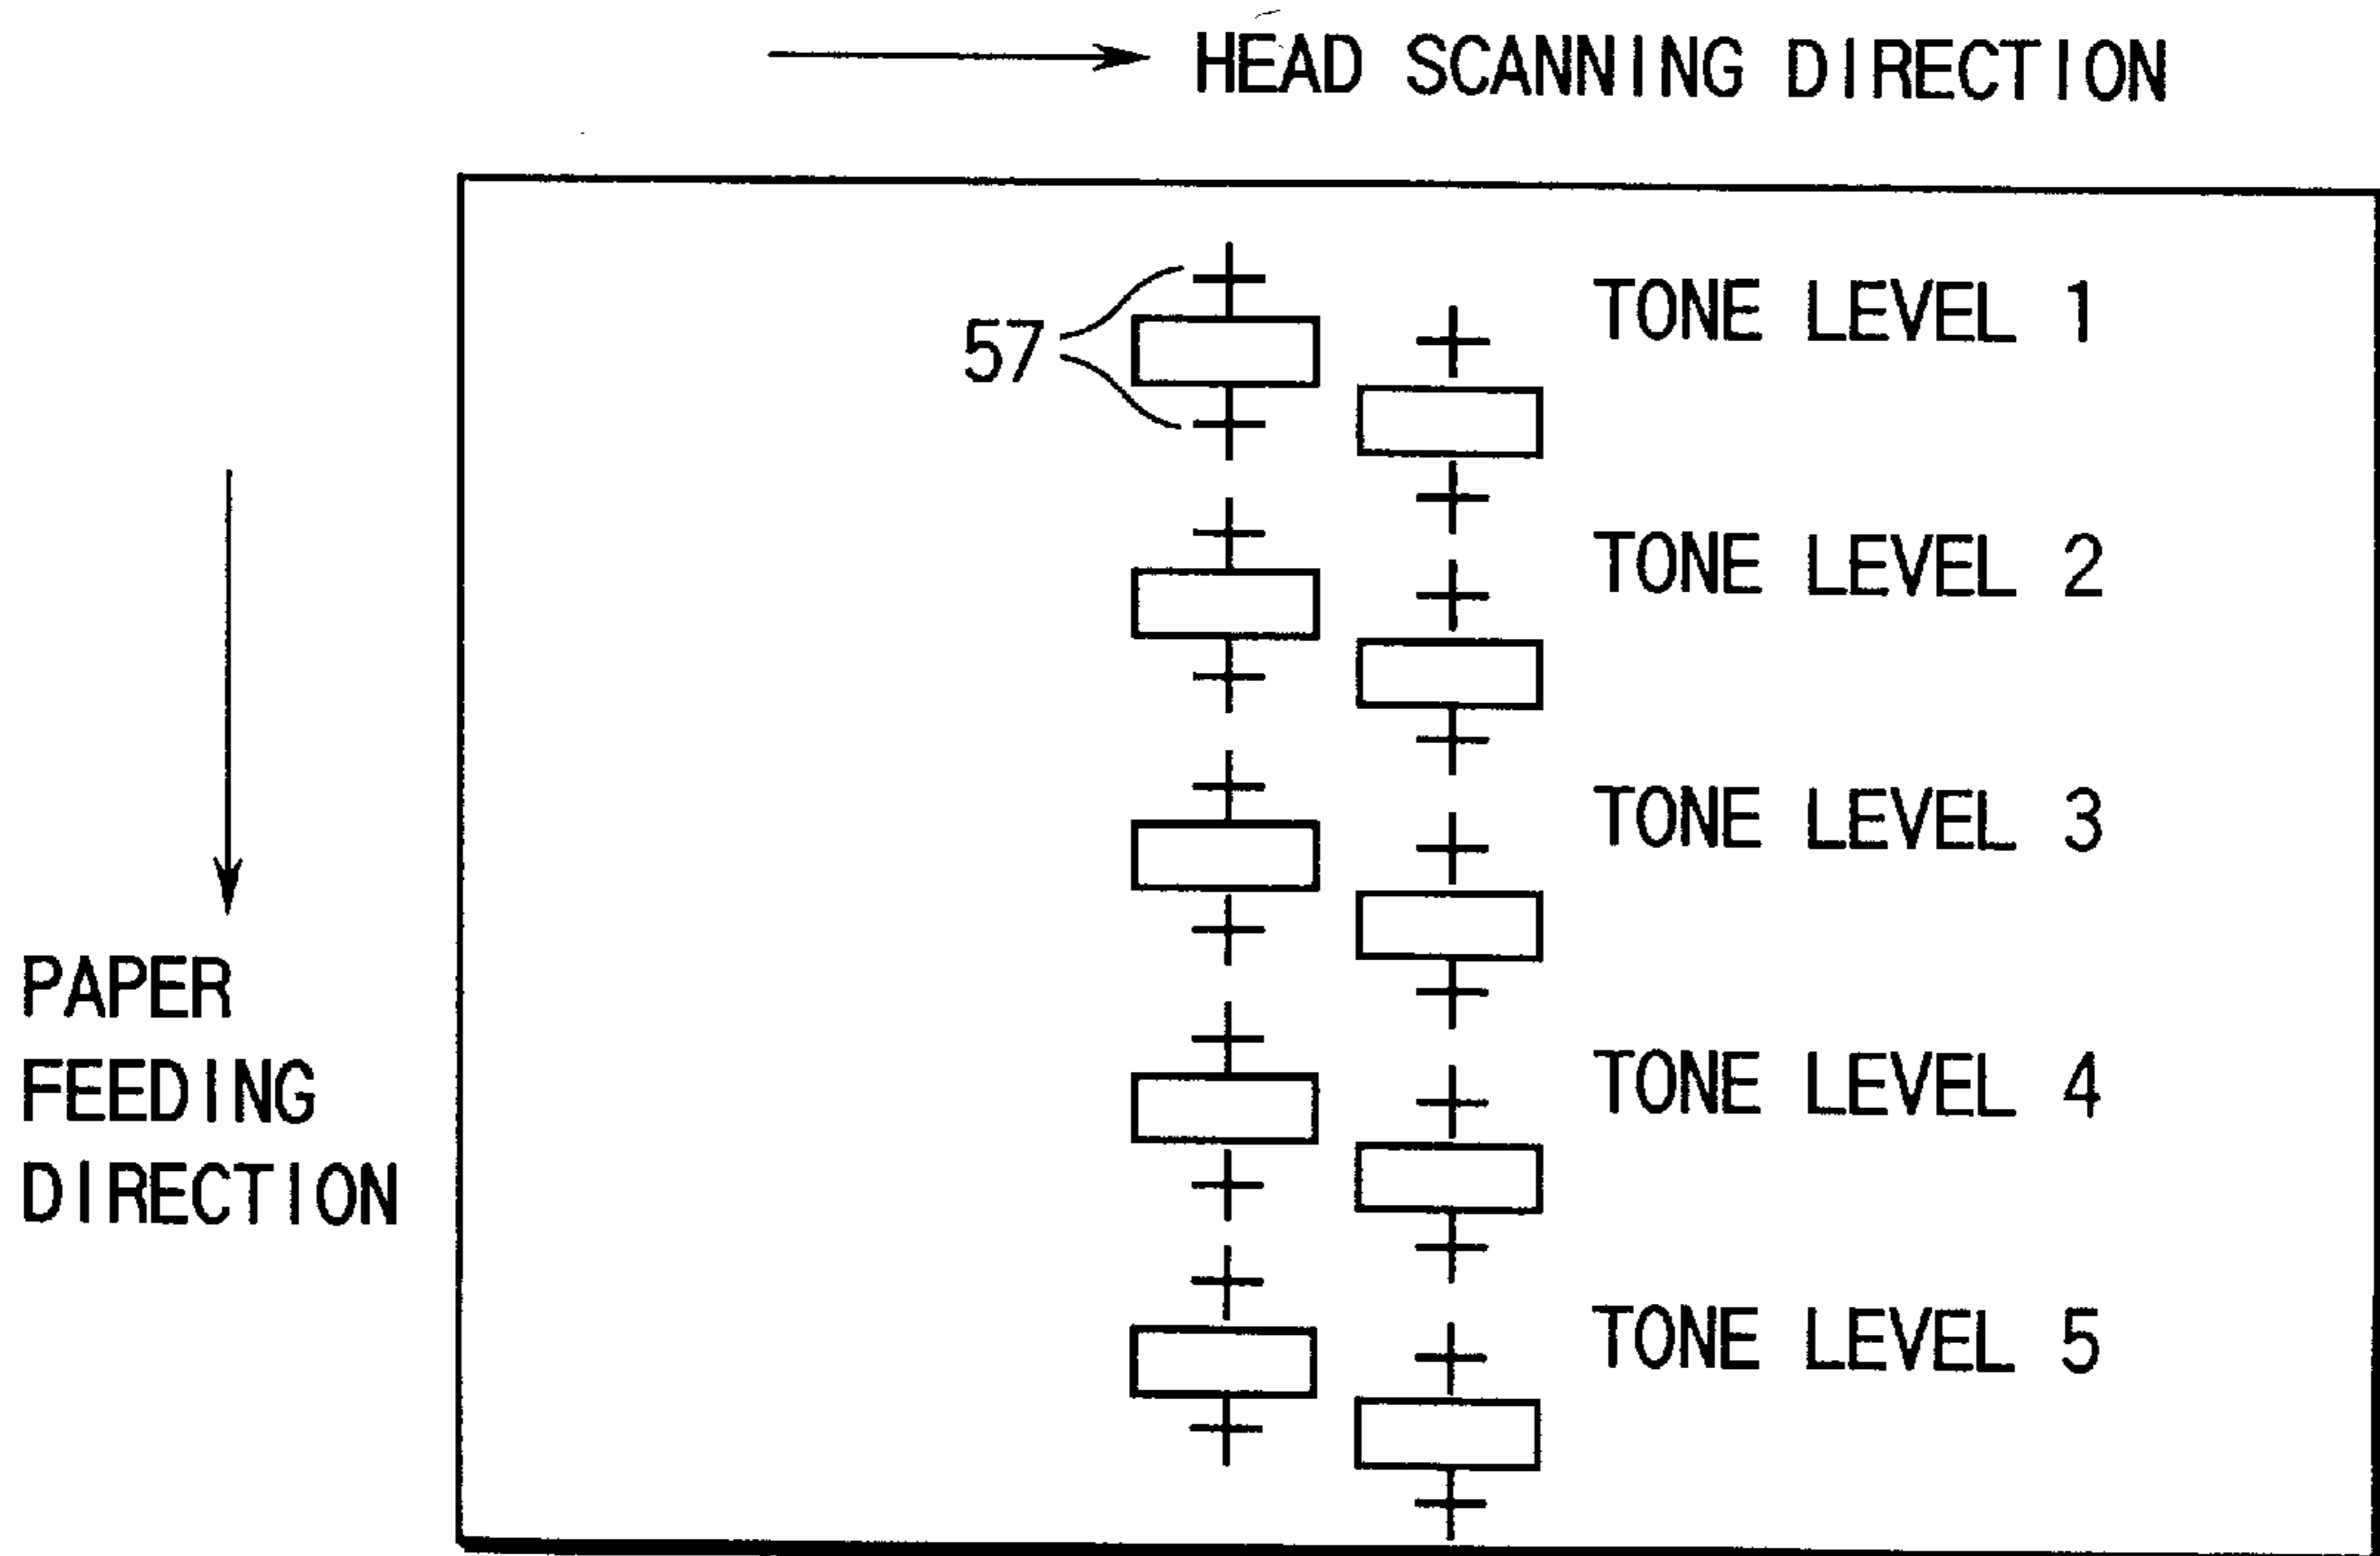 HEAD SCANNING DIRECTION
57
TONE LEVEL 1
TONE LEVEL 2
TONE LEVEL 3
TONE LEVEL 4
TONE LEVEL 5
PAPER
FEEDING
DIRECTION